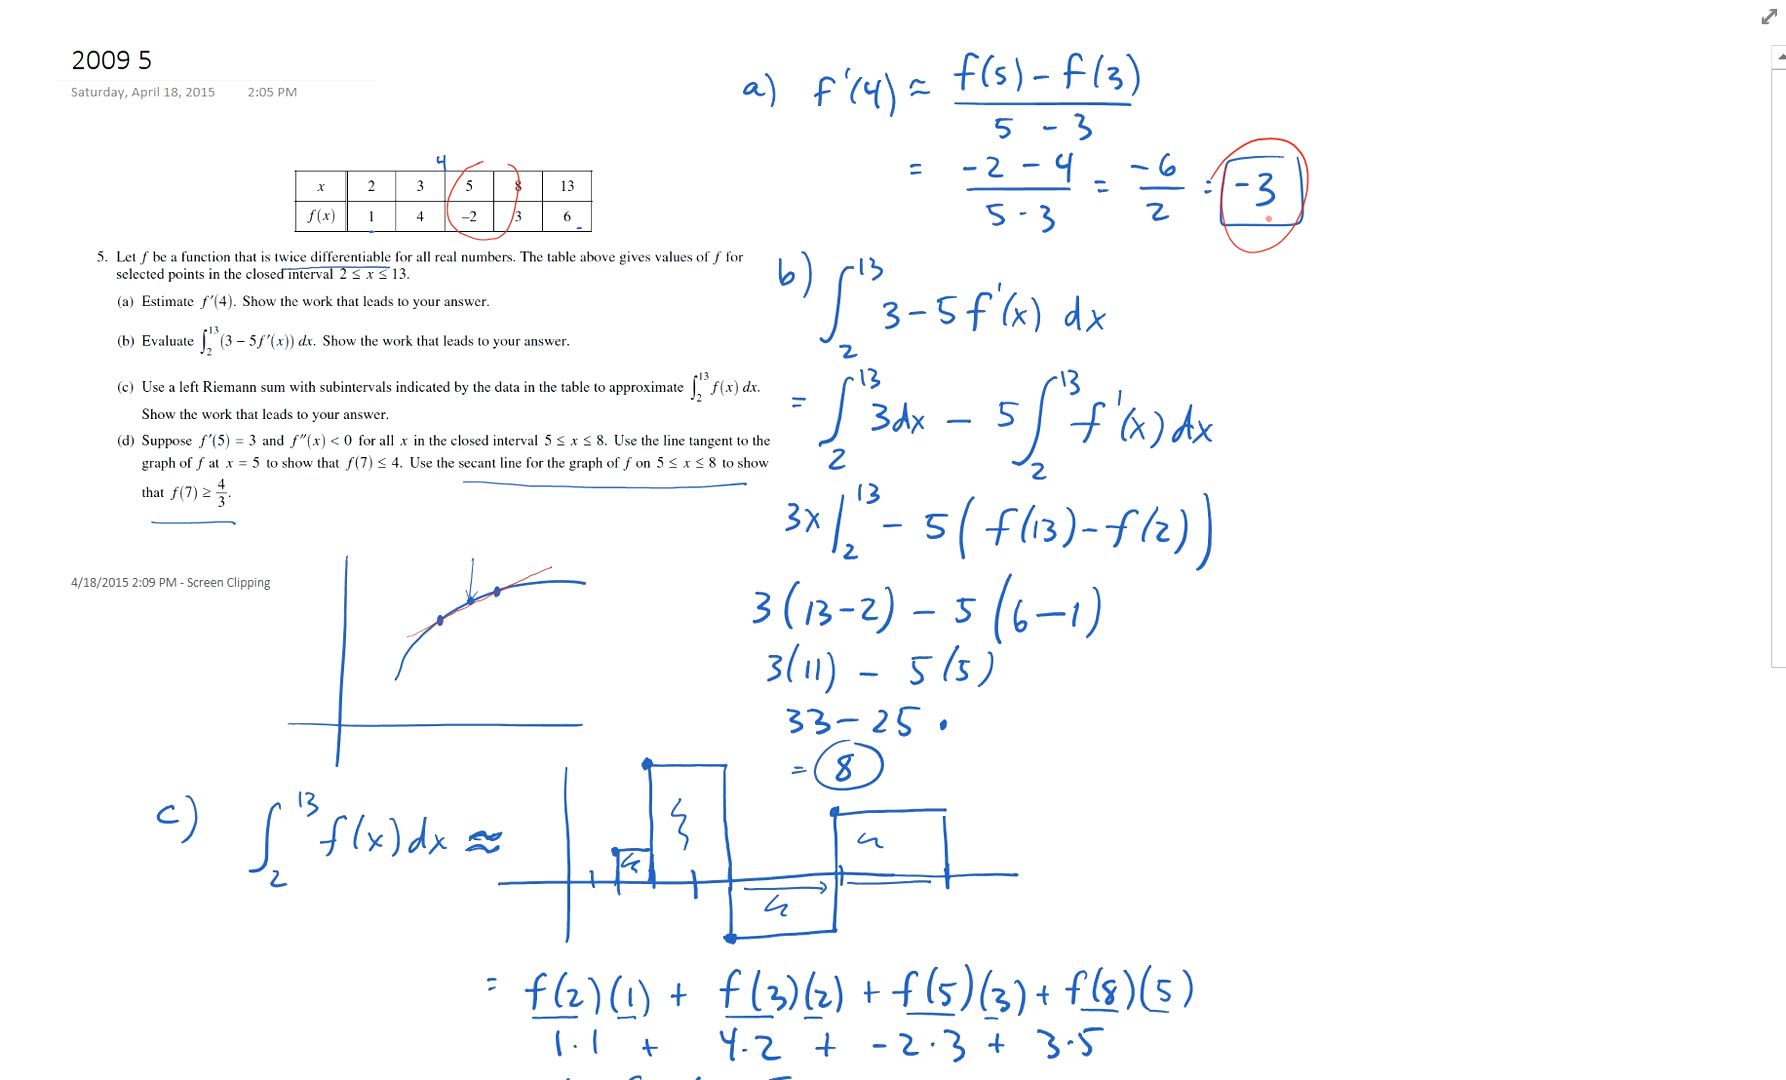 2009 5
Saturday, April 18, 2015 2:05 PM
4
x 2 3 5 8 13
f(x) 1 4 −2 3 6
5. Let f be a function that is twice differentiable for all real numbers. The table above gives values of f for
selected points in the closed interval 2 ≤ x ≤ 13.
(a) Estimate f′(4). Show the work that leads to your answer.
(b) Evaluate ∫₂¹³ (3 − 5f′(x)) dx. Show the work that leads to your answer.
(c) Use a left Riemann sum with subintervals indicated by the data in the table to approximate ∫₂¹³ f(x) dx.
Show the work that leads to your answer.
(d) Suppose f′(5) = 3 and f″(x) < 0 for all x in the closed interval 5 ≤ x ≤ 8. Use the line tangent to the
graph of f at x = 5 to show that f(7) ≤ 4. Use the secant line for the graph of f on 5 ≤ x ≤ 8 to show
that f(7) ≥ 4/3.
4/18/2015 2:09 PM - Screen Clipping
a) f'(4) ≈ f(5) - f(3)
5 - 3
= -2 - 4 = -6 = -3
5 - 3 2
b) ∫₂¹³ 3 - 5f'(x) dx
= ∫₂¹³ 3dx - 5 ∫₂¹³ f'(x)dx
3x|₂¹³ - 5(f(13) - f(2))
3(13-2) - 5(6-1)
3(11) - 5(5)
33 - 25
= 8
c) ∫₂¹³ f(x)dx ≈
= f(2)(1) + f(3)(2) + f(5)(3) + f(8)(5)
1·1 + 4·2 + -2·3 + 3·5